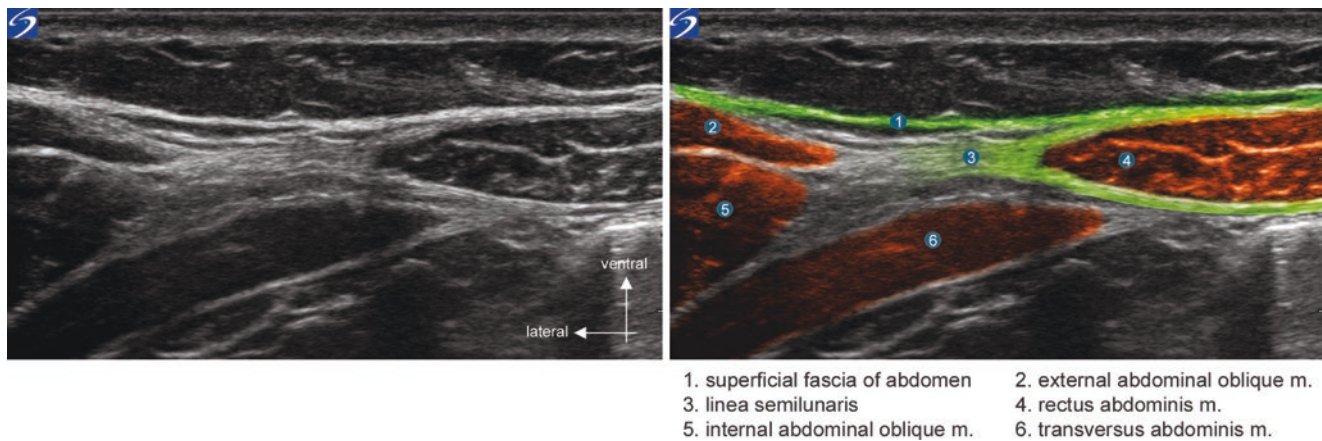 ventral
lateral
1
2
3
4
5
6
1. superficial fascia of abdomen 2. external abdominal oblique m.
3. linea semilunaris 4. rectus abdominis m.
5. internal abdominal oblique m. 6. transversus abdominis m.